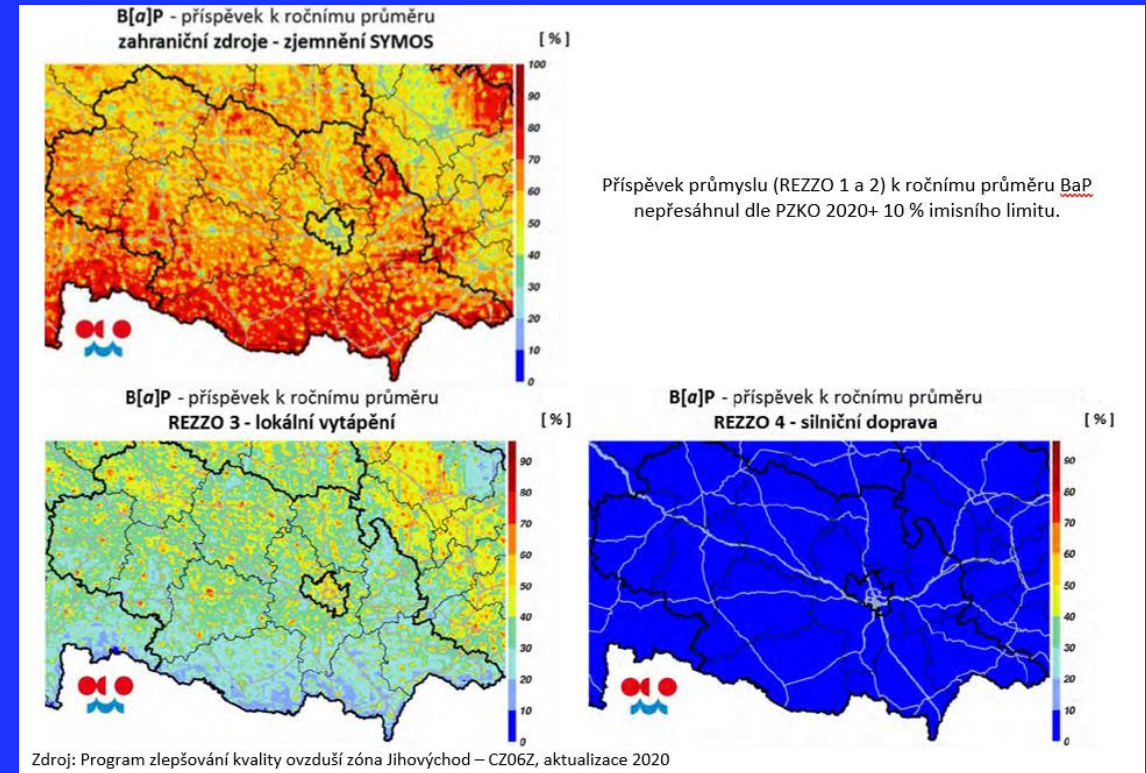 B[a]P - příspěvek k ročnímu průměru
zahraniční zdroje - zjemnění SYMOS
[ % ]
100
90
80
70
60
50
40
30
20
10
0
Příspěvek průmyslu (REZZO 1 a 2) k ročnímu průměru BaP
nepřesáhnul dle PZKO 2020+ 10 % imisního limitu.
B[a]P - příspěvek k ročnímu průměru
REZZO 3 - lokální vytápění
[ % ]
90
80
70
60
50
40
30
20
10
0
B[a]P - příspěvek k ročnímu průměru
REZZO 4 - silniční doprava
[ % ]
90
80
70
60
50
40
30
20
10
0
Zdroj: Program zlepšování kvality ovzduší zóna Jihovýchod – CZ06Z, aktualizace 2020